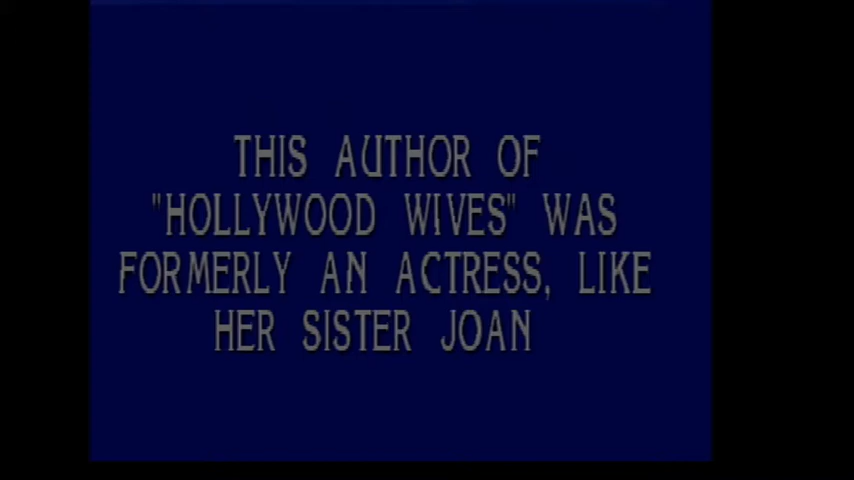 THIS AUTHOR OF
"HOLLYWOOD WIVES" WAS
FORMERLY AN ACTRESS, LIKE
HER SISTER JOAN